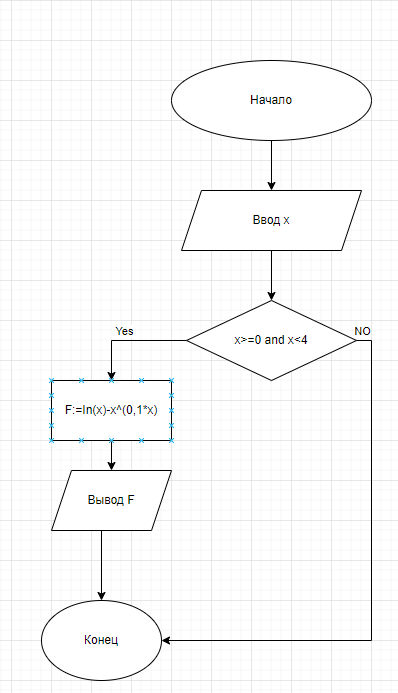 Начало
Ввод x
x>=0 and x<4
Yes
NO
F:=ln(x)-x^(0,1*x)
Вывод F
Конец